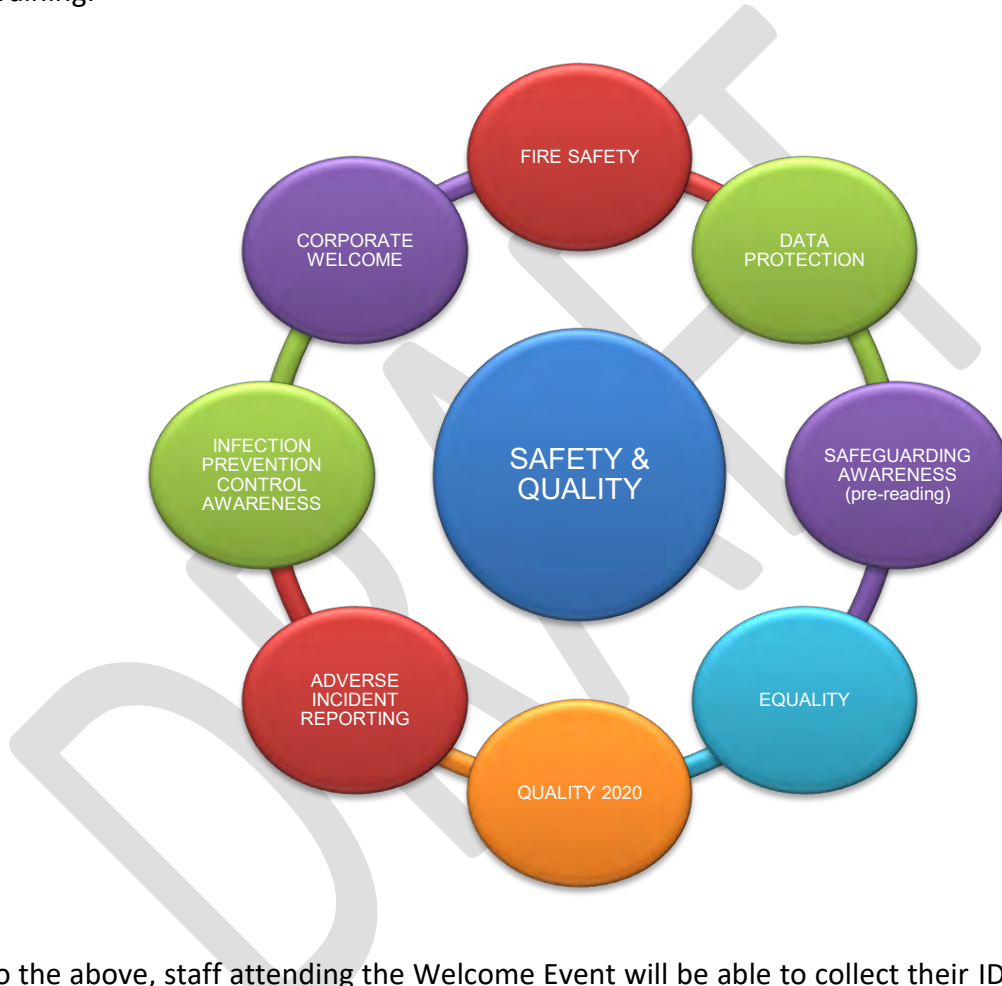 FIRE SAFETY
DATA
PROTECTION
SAFEGUARDING
AWARENESS
(pre-reading)
EQUALITY
QUALITY 2020
ADVERSE
INCIDENT
REPORTING
INFECTION
PREVENTION
CONTROL
AWARENESS
CORPORATE
WELCOME
SAFETY &
QUALITY
DRAFT
the above, staff attending the Welcome Event will be able to collect their ID